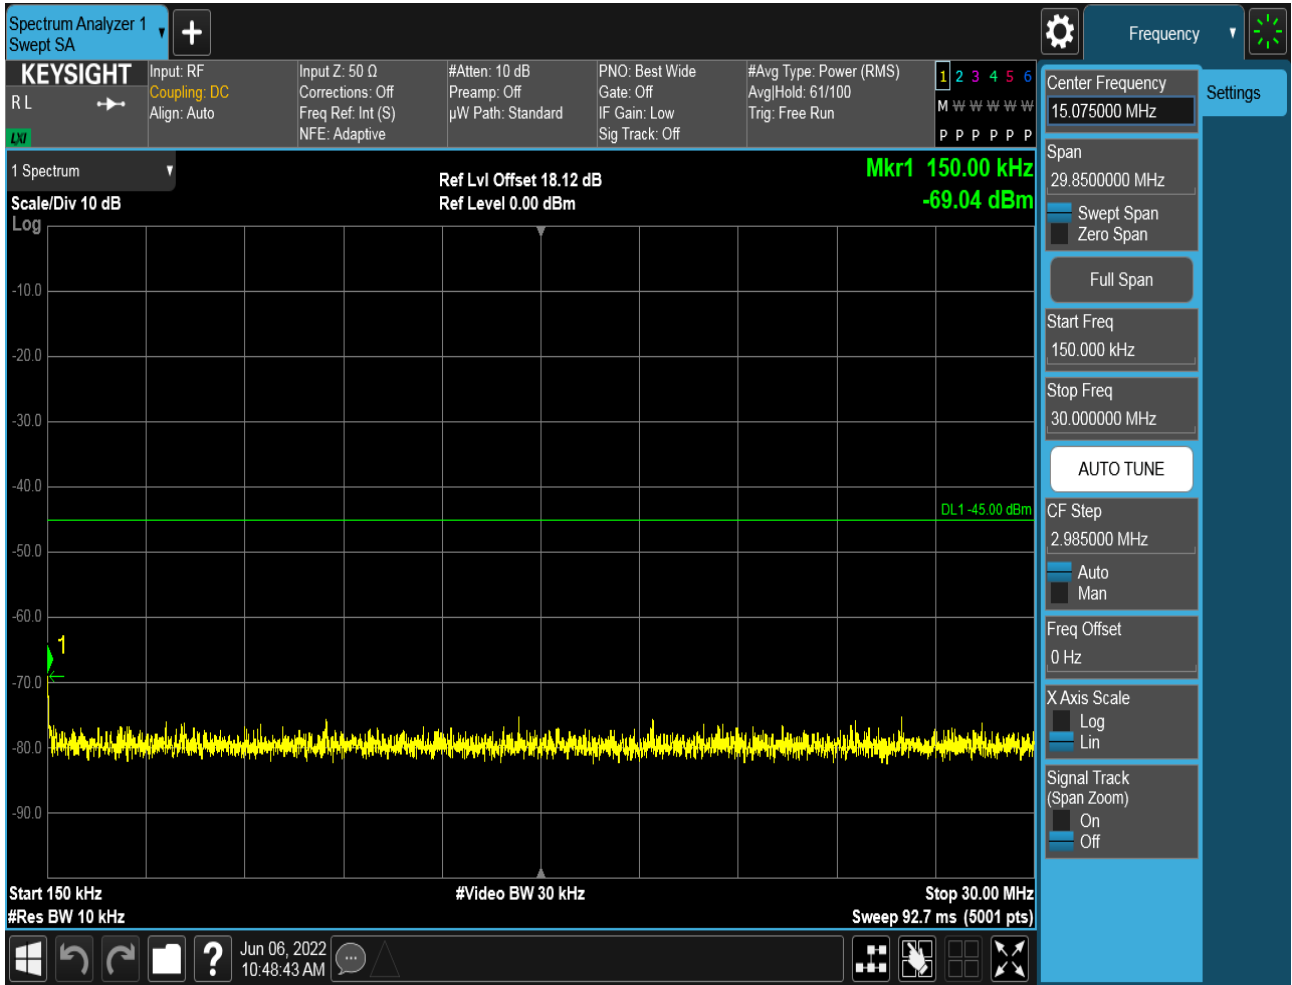 Spectrum Analyzer 1
Swept SA
Frequency
KEYSIGHT
R L
LXI
Input: RF
Coupling: DC
Align: Auto
Input Z: 50 Ω
Corrections: Off
Freq Ref: Int (S)
NFE: Adaptive
#Atten: 10 dB
Preamp: Off
µW Path: Standard
PNO: Best Wide
Gate: Off
IF Gain: Low
Sig Track: Off
#Avg Type: Power (RMS)
Avg|Hold: 61/100
Trig: Free Run
1 2 3 4 5 6
M W W W W W
P P P P P P
1 Spectrum
Scale/Div 10 dB
Log
Ref Lvl Offset 18.12 dB
Ref Level 0.00 dBm
Mkr1 150.00 kHz
-69.04 dBm
-10.0
-20.0
-30.0
-40.0
DL1 -45.00 dBm
-50.0
-60.0
1
-70.0
-80.0
-90.0
Start 150 kHz
#Res BW 10 kHz
#Video BW 30 kHz
Stop 30.00 MHz
Sweep 92.7 ms (5001 pts)
Center Frequency
15.075000 MHz
Settings
Span
29.8500000 MHz
Swept Span
Zero Span
Full Span
Start Freq
150.000 kHz
Stop Freq
30.000000 MHz
AUTO TUNE
CF Step
2.985000 MHz
Auto
Man
Freq Offset
0 Hz
X Axis Scale
Log
Lin
Signal Track
(Span Zoom)
On
Off
?
Jun 06, 2022
10:48:43 AM